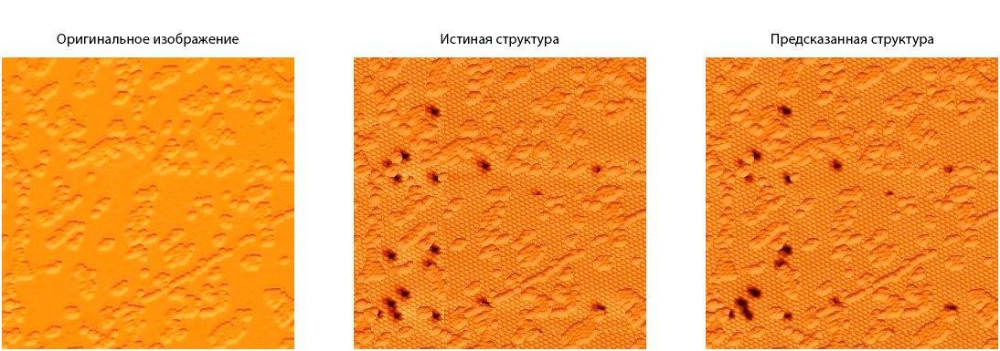 Оригинальное изображение
Истиная структура
Предсказанная структура